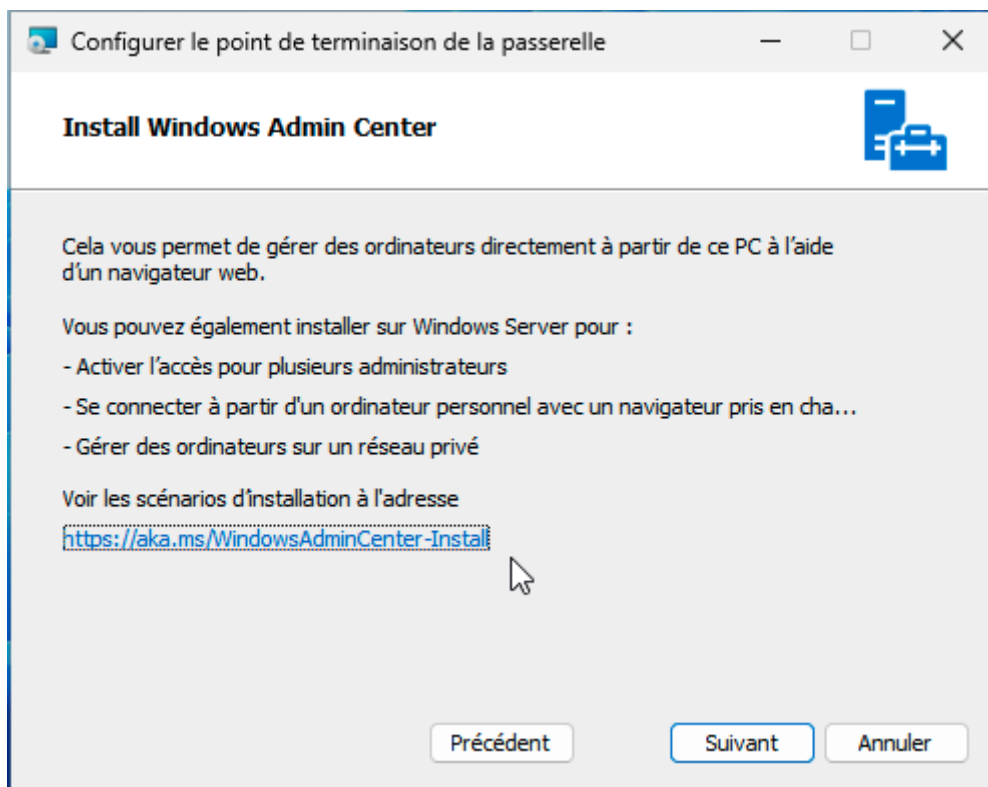 Configurer le point de terminaison de la passerelle
Install Windows Admin Center
Cela vous permet de gérer des ordinateurs directement à partir de ce PC à l’aide
d’un navigateur web.
Vous pouvez également installer sur Windows Server pour :
- Activer l’accès pour plusieurs administrateurs
- Se connecter à partir d'un ordinateur personnel avec un navigateur pris en cha...
- Gérer des ordinateurs sur un réseau privé
Voir les scénarios d’installation à l'adresse
https://aka.ms/WindowsAdminCenter-Install
Précédent
Suivant
Annuler